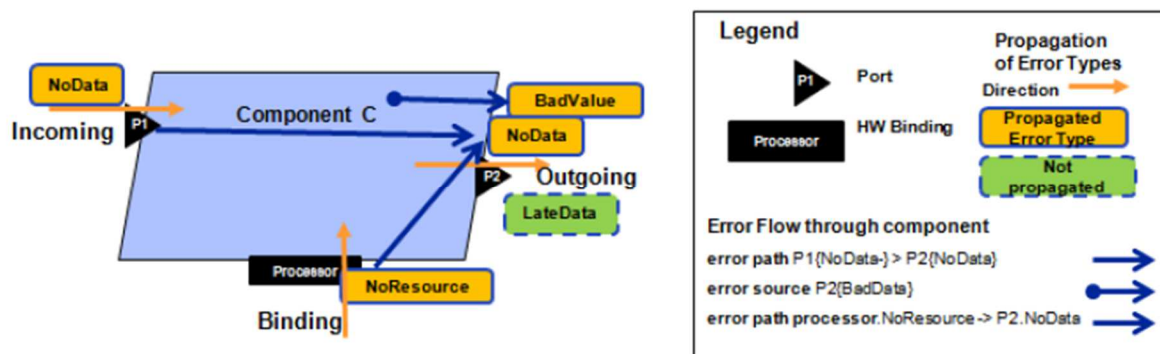 NoData
Incoming
P1
Component C
BadValue
NoData
P2
Outgoing
LateData
Processor
NoResource
Binding
Legend
P1
Port
Processor
HW Binding
Propagation
of Error Types
Direction
Propagated
Error Type
Not
propagated
Error Flow through component
error path P1{NoData-} > P2{NoData}
error source P2{BadData}
error path processor.NoResource -> P2.NoData